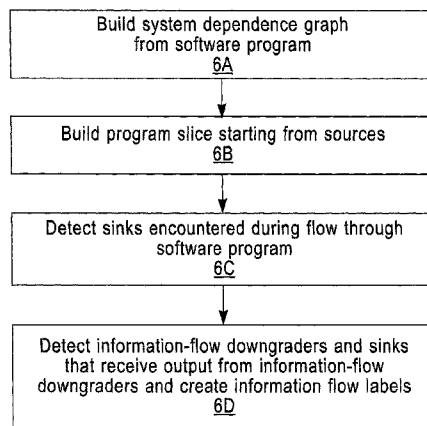 Build system dependence graph
from software program
6A
Build program slice starting from sources
6B
Detect sinks encountered during flow through
software program
6C
Detect information-flow downgraders and sinks
that receive output from information-flow
downgraders and create information flow labels
6D